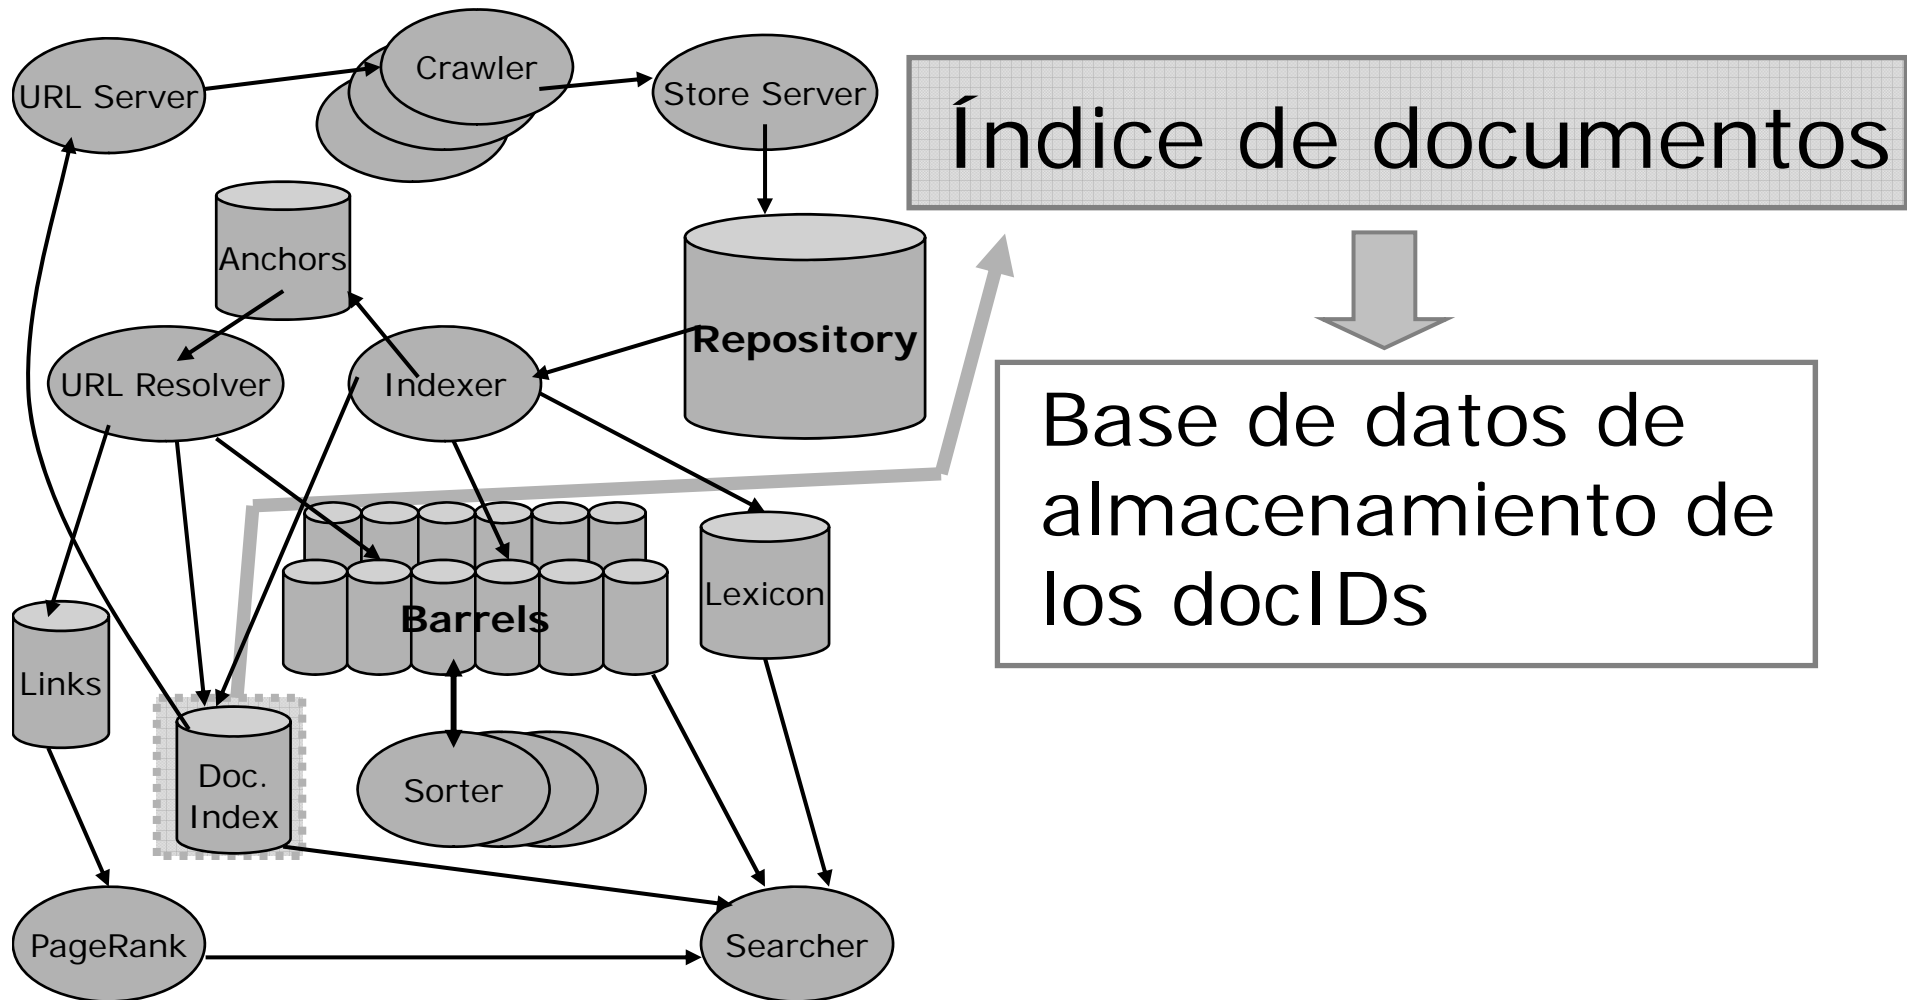 Crawler
URL Server
Store Server
Índice de documentos
Anchors
Repository
URL Resolver
Indexer
Base de datos de
almacenamiento de
los docIDs
Barrels
Lexicon
Links
Doc.
Index
Sorter
PageRank
Searcher